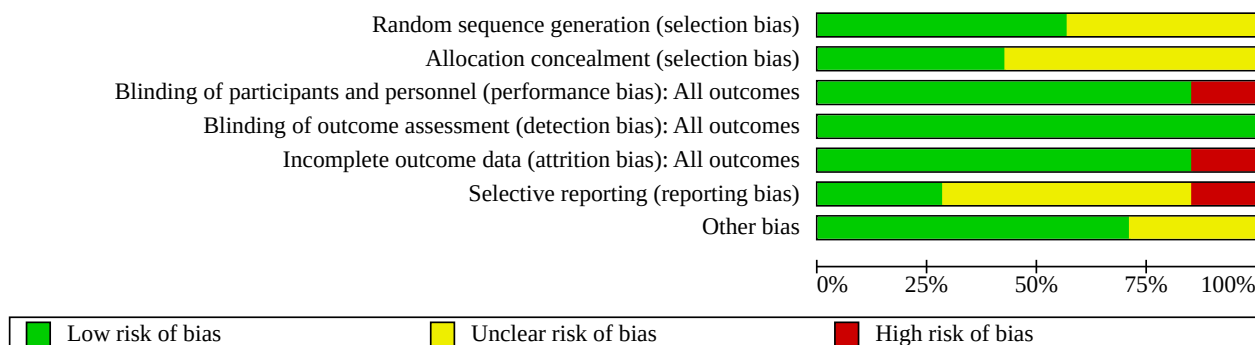 Random sequence generation (selection bias)
Allocation concealment (selection bias)
Blinding of participants and personnel (performance bias): All outcomes
Blinding of outcome assessment (detection bias): All outcomes
Incomplete outcome data (attrition bias): All outcomes
Selective reporting (reporting bias)
Other bias
0% 25% 50% 75% 100%
Low risk of bias Unclear risk of bias High risk of bias